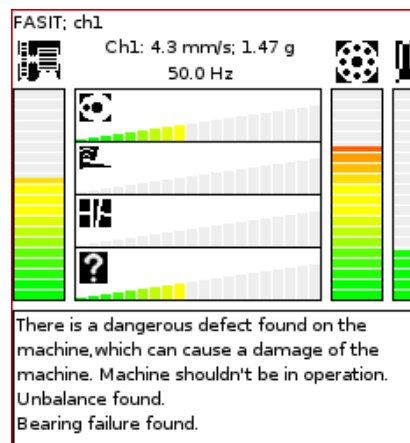 FASIT; ch1
Ch1: 4.3 mm/s; 1.47 g
50.0 Hz
?
There is a dangerous defect found on the
machine,which can cause a damage of the
machine. Machine shouldn't be in operation.
Unbalance found.
Bearing failure found.